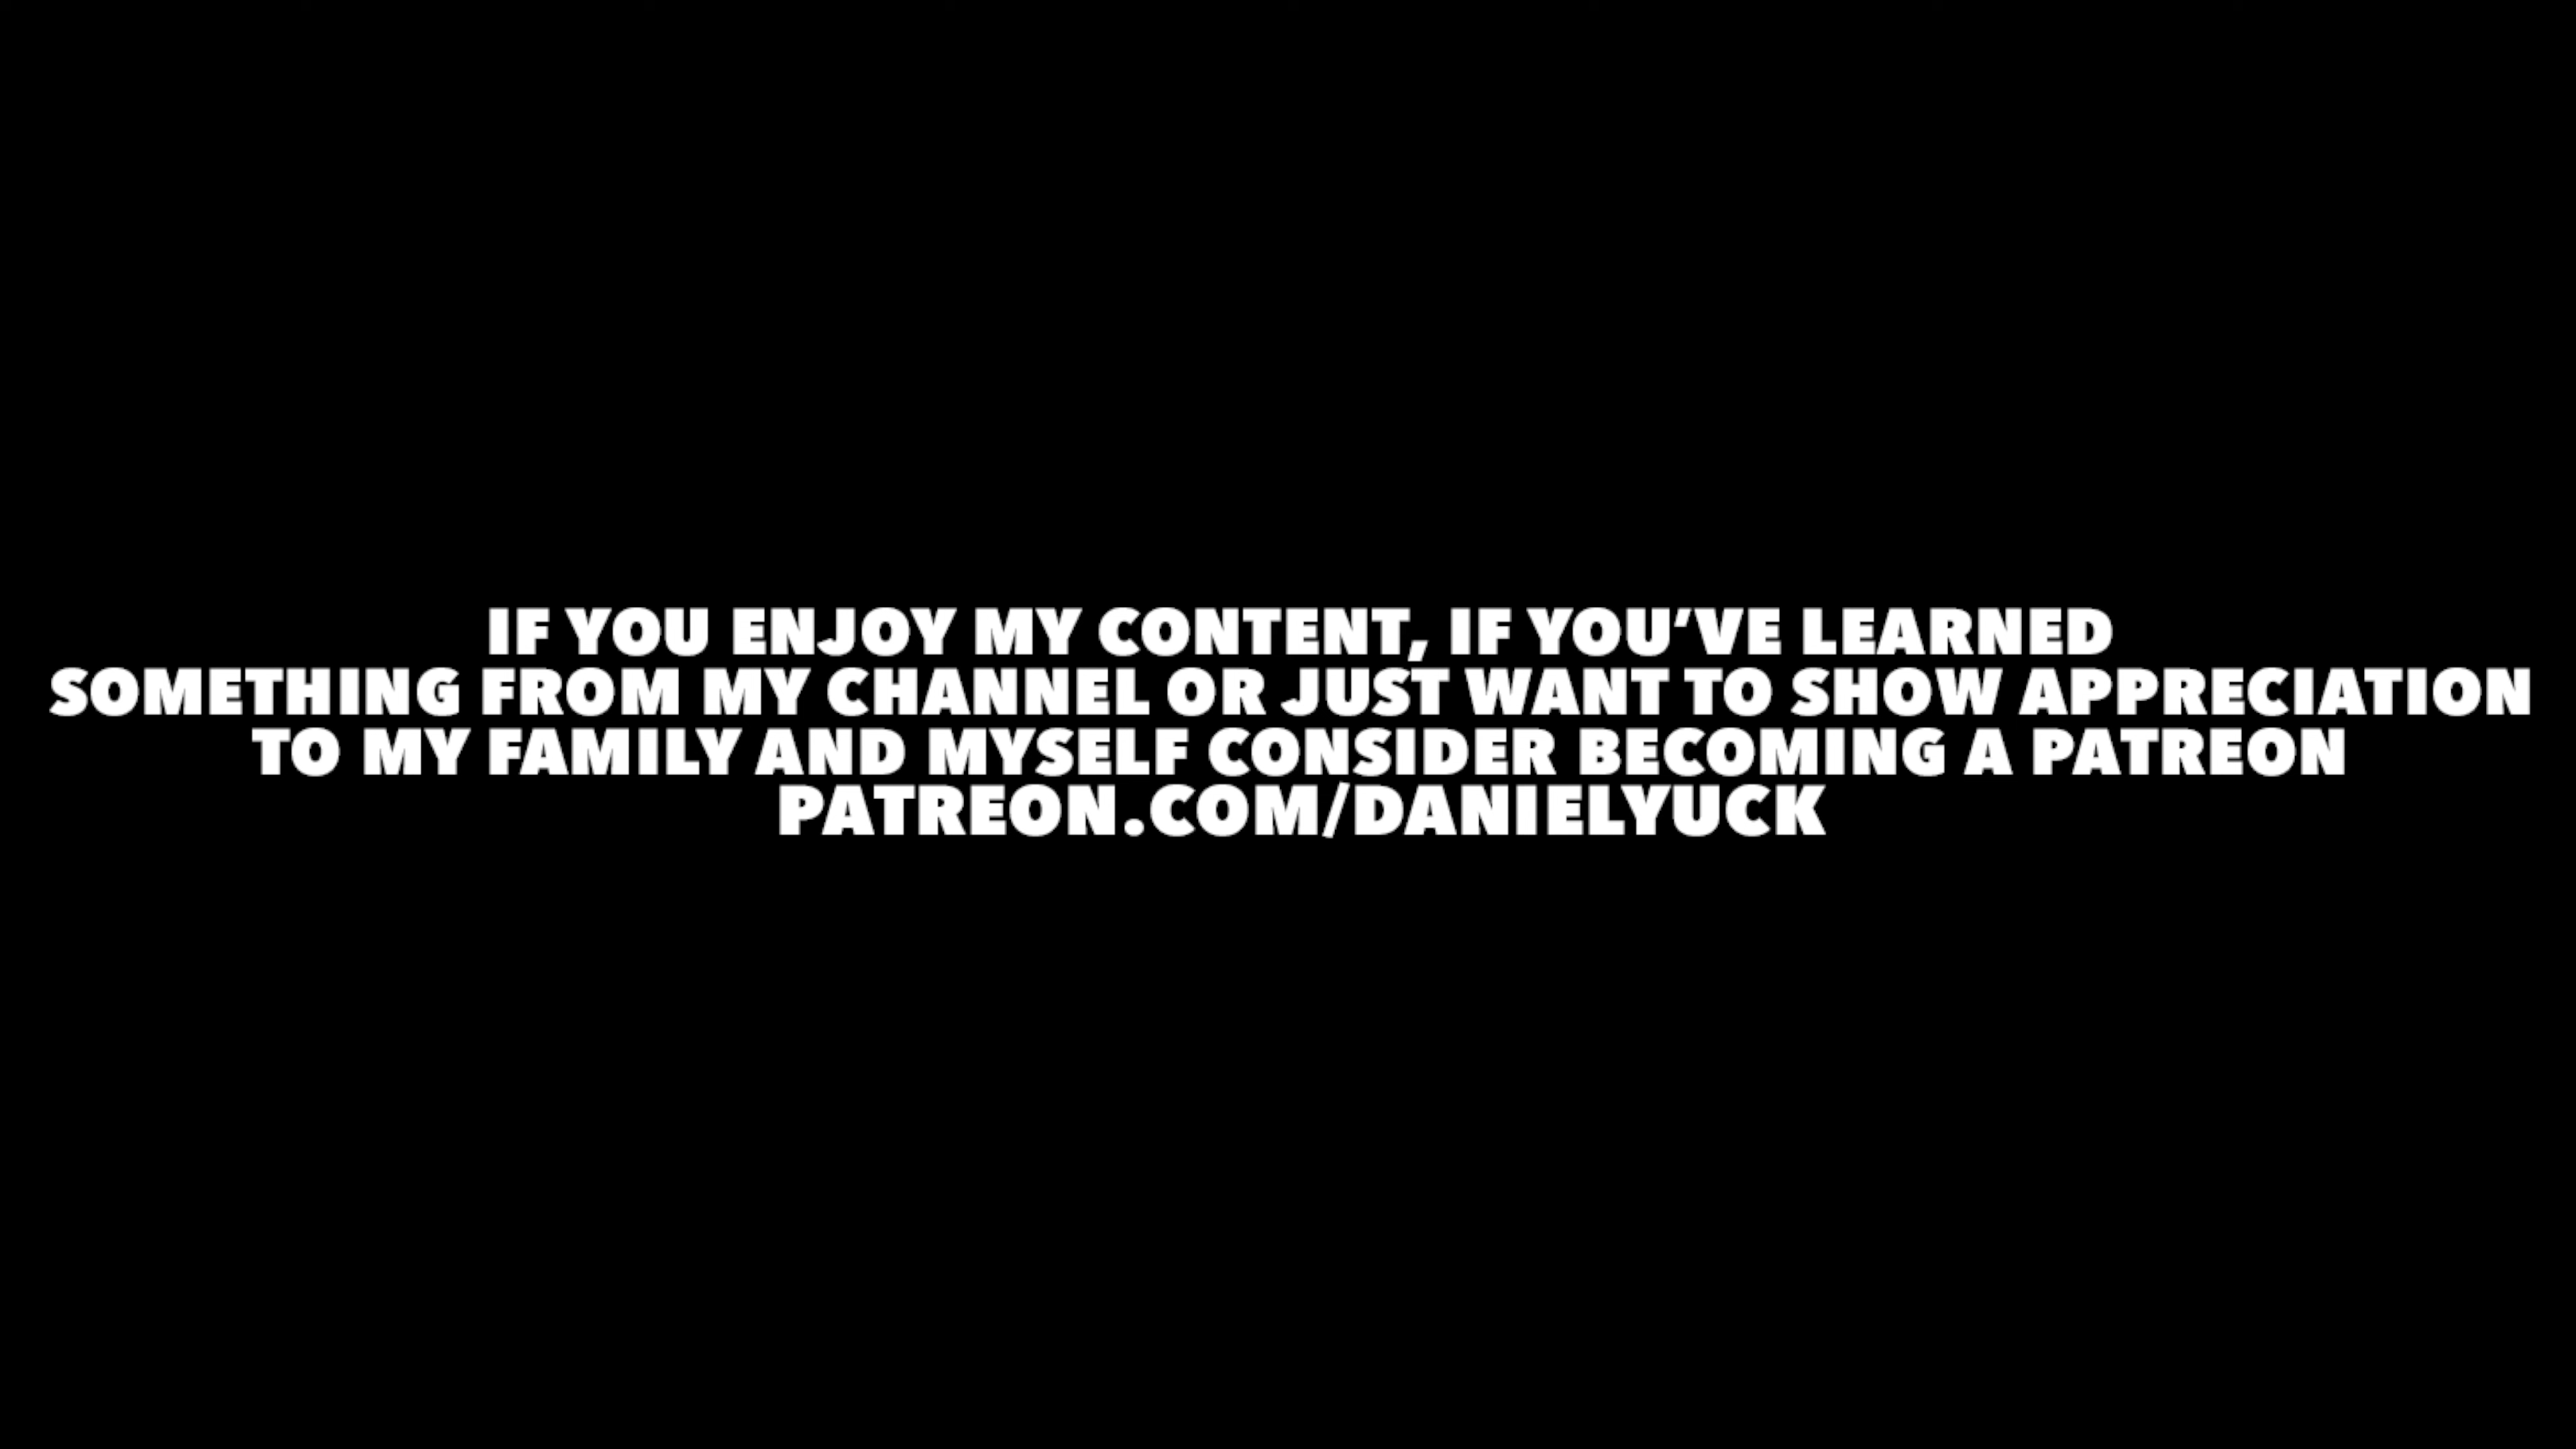 IF YOU ENJOY MY CONTENT, IF YOU’VE LEARNED
SOMETHING FROM MY CHANNEL OR JUST WANT TO SHOW APPRECIATION
TO MY FAMILY AND MYSELF CONSIDER BECOMING A PATREON
PATREON.COM/DANIELYUCK